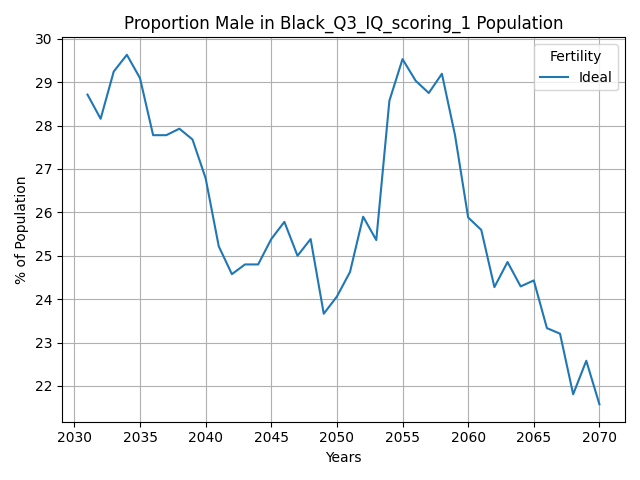 Proportion Male in Black_Q3_IQ_scoring_1 Population
30
29
28
27
26
25
24
23
22
% of Population
Fertility
Ideal
2030 2035 2040 2045 2050 2055 2060 2065 2070
Years